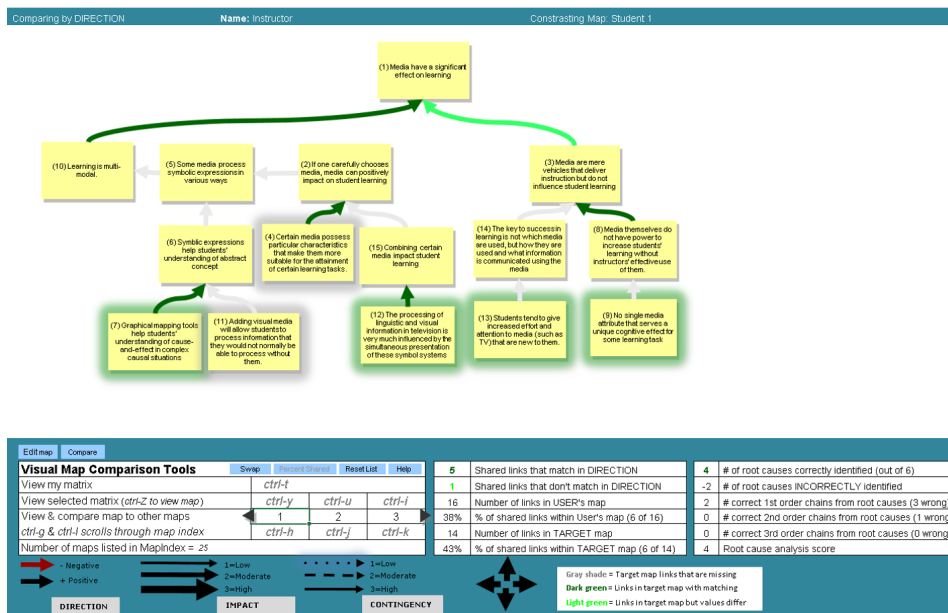 Comparing by DIRECTION Name: Instructor Constrasting Map: Student 1
(1) Media have a significant
effect on learning
(10) Learning is multi-
modal.
(5) Some media process
symbolic expressions in
various ways
(2) If one carefully chooses
media, media can positively
impact on student learning
(3) Media are mere
vehicles that deliver
instruction but do not
influence student learning
(6) Symblic expressions
help students'
understanding of abstract
concept
(4) Certain media possess
particular characteristics
that make them more
suitable for the attainment
of certain learning tasks.
(15) Combining certain
media impact student
learning
(14) The key to success in
learning is not which media
are used, but how they are
used and what information
is communicated using the
media
(8) Media themselves do
not have power to
increase students'
learning without
instructors' effective use
of them.
(7) Graphical mapping tools
help students'
understanding of cause-
and-effect in complex
causal situations
(11) Adding visual media
will allow students to
process information that
they would not normally be
able to process without
them.
(12) The processing of
linguistic and visual
information in television is
very much influenced by the
simultaneous presentation
of these symbol systems
(13) Students tend to give
increased effort and
attention to media (such as
TV) that are new to them.
(9) No single media
attribute that serves a
unique cognitive effect for
some learning task
Edit map Compare
Visual Map Comparison Tools Swap Percent Shared Reset List Help
View my matrix ctrl-t
View selected matrix (ctrl-Z to view map) ctrl-y ctrl-u ctrl-i
View & compare map to other maps 1 2 3
ctrl-g & ctrl-l scrolls through map index ctrl-h ctrl-j ctrl-k
Number of maps listed in MapIndex = 25
5 Shared links that match in DIRECTION
1 Shared links that don't match in DIRECTION
16 Number of links in USER's map
38% % of shared links within User's map (6 of 16)
14 Number of links in TARGET map
43% % of shared links within TARGET map (6 of 14)
4 # of root causes correctly identified (out of 6)
-2 # of root causes INCORRECTLY identified
2 # correct 1st order chains from root causes (3 wrong)
0 # correct 2nd order chains from root causes (1 wrong)
0 # correct 3rd order chains from root causes (0 wrong)
4 Root cause analysis score
- Negative
+ Positive
DIRECTION
1=Low
2=Moderate
3=High
IMPACT
1=Low
2=Moderate
3=High
CONTINGENCY
Gray shade = Target map links that are missing
Dark green = Links in target map with matching
Light green = Links in target map but values differ